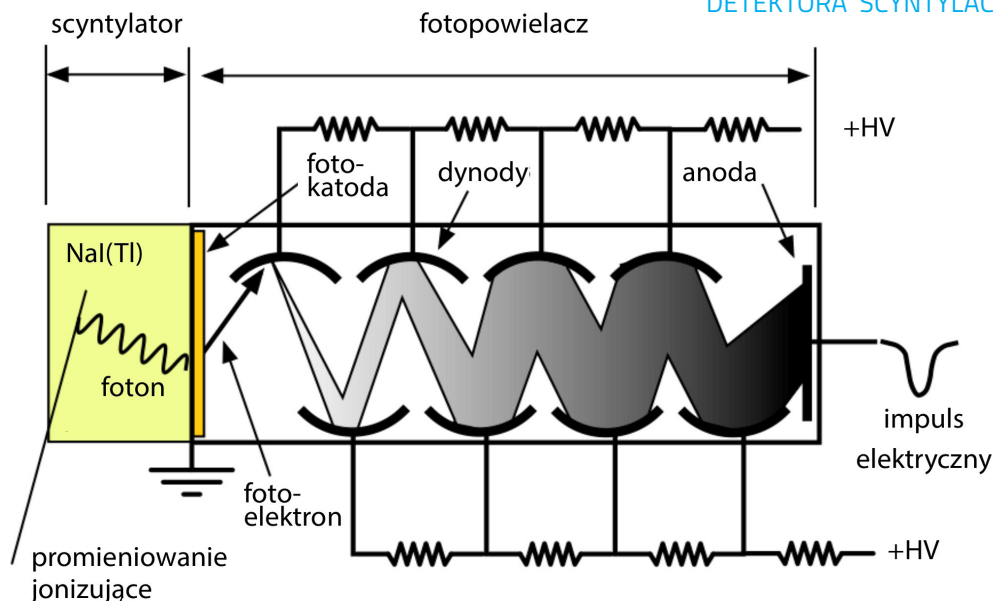 DETEKTORA SCYNTYLAC
scyntylator
fotopowielacz
+HV
foto-
katoda
dynody
anoda
NaI(Tl)
foton
impuls
elektryczny
foto-
elektron
promieniowanie
jonizujące
+HV